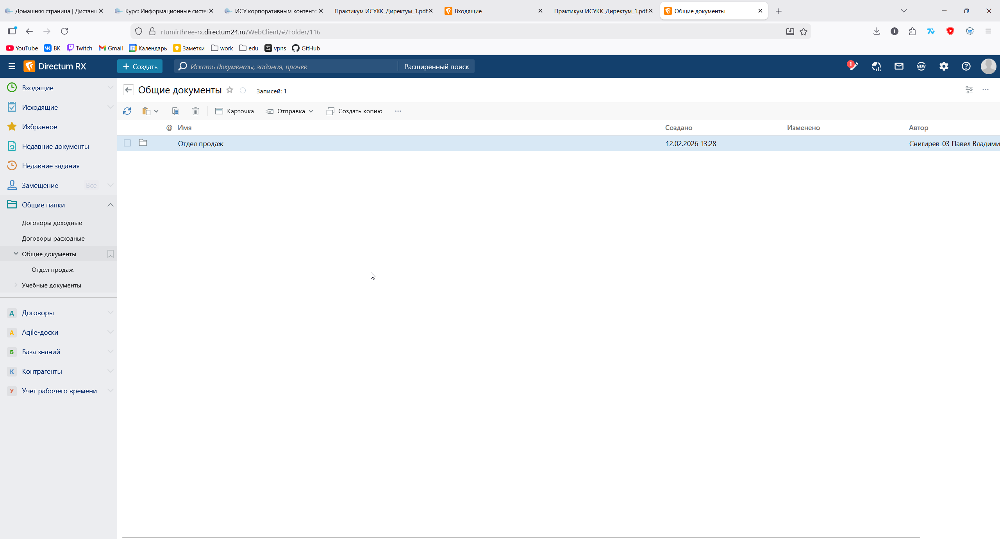 Домашняя страница | Дистанц
Курс: Информационные систе
ИСУ корпоративным контенто
Практикум ИСУКК_Директум_1.pdf
Входящие
Практикум ИСУКК_Директум_1.pdf
Общие документы
rtumirthree-rx.directum24.ru/WebClient/#/Folder/116
YouTube
ВК
Twitch
Gmail
31
Календарь
Заметки
work
edu
vpns
GitHub
Directum RX
Создать
Искать документы, задания, прочее
Расширенный поиск
1
NEW
Входящие
Исходящие
Избранное
Недавние документы
Недавние задания
Замещение
Все
Общие папки
Договоры доходные
Договоры расходные
Общие документы
Отдел продаж
Учебные документы
Д Договоры
A Agile-доски
Б База знаний
К Контрагенты
У Учет рабочего времени
Общие документы
Записей: 1
Карточка
Отправка
Создать копию
@ Имя
Создано
Изменено
Автор
Отдел продаж
12.02.2026 13:28
Снигирев_03 Павел Владими